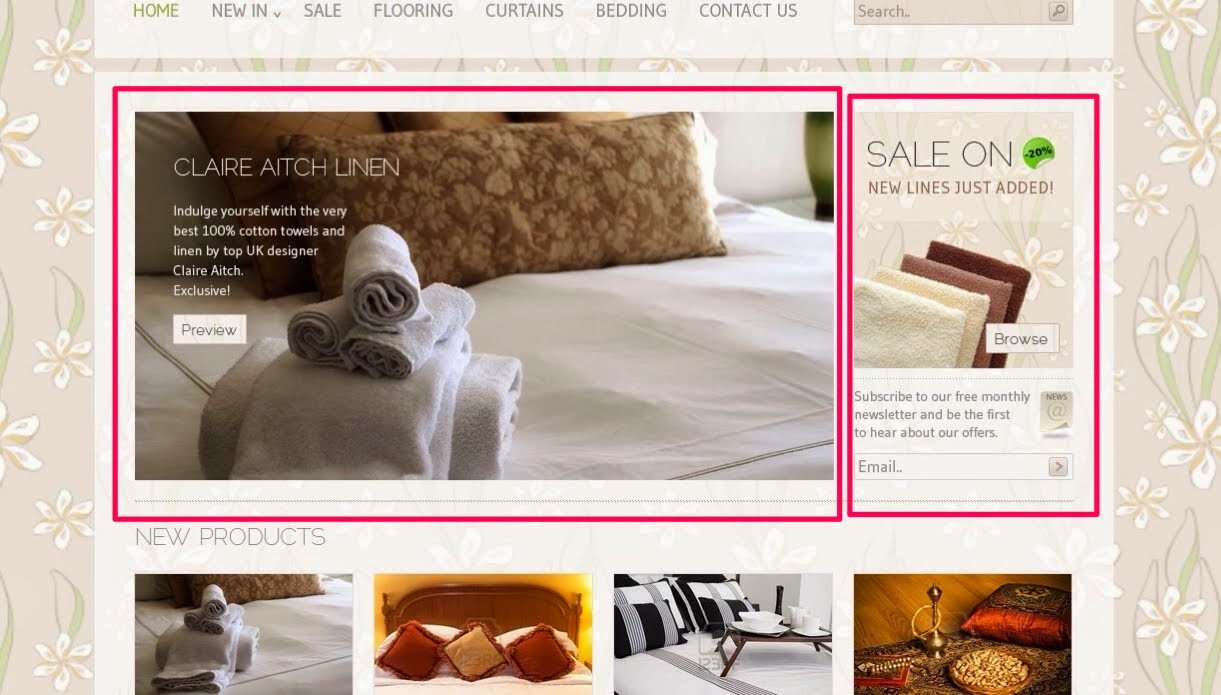 HOME NEW IN v SALE FLOORING CURTAINS BEDDING CONTACT US Search..
CLAIRE AITCH LINEN
Indulge yourself with the very
best 100% cotton towels and
linen by top UK designer
Claire Aitch.
Exclusive!
Preview
SALE ON -20%
NEW LINES JUST ADDED!
Browse
Subscribe to our free monthly
newsletter and be the first
to hear about our offers.
NEWS
@
Email..
NEW PRODUCTS